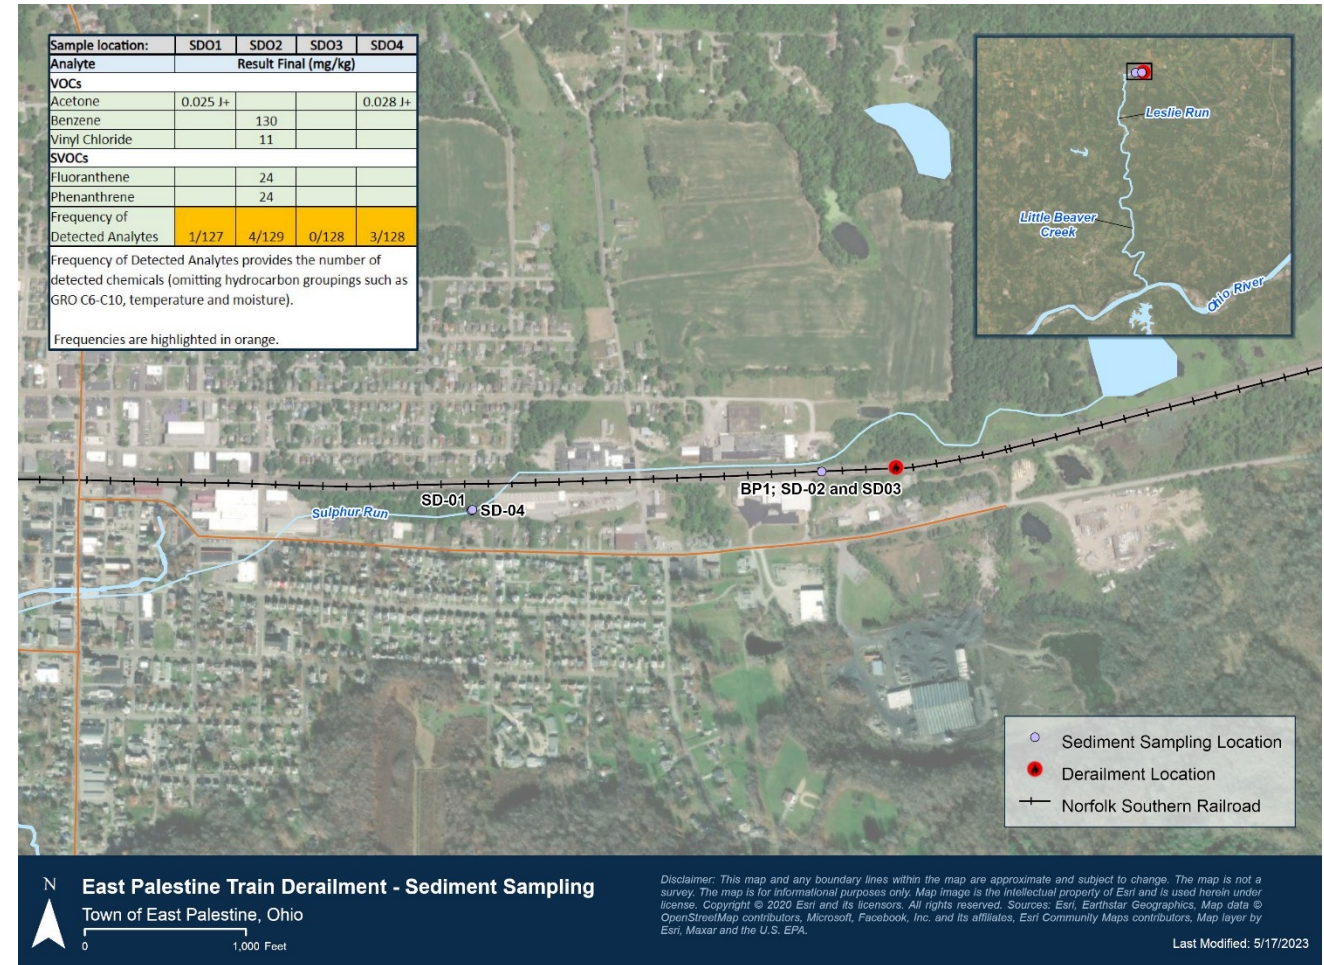 Sample location: SDO1 SDO2 SDO3 SDO4
Analyte Result Final (mg/kg)
VOCs
Acetone 0.025 J+ 0.028 J+
Benzene 130
Vinyl Chloride 11
SVOCs
Fluoranthene 24
Phenanthrene 24
Frequency of
Detected Analytes 1/127 4/129 0/128 3/128
Frequency of Detected Analytes provides the number of
detected chemicals (omitting hydrocarbon groupings such as
GRO C6-C10, temperature and moisture).
Frequencies are highlighted in orange.
Leslie Run
Little Beaver
Creek
Ohio River
SD-01
SD-04
BP1; SD-02 and SD03
Sulphur Run
Sediment Sampling Location
Derailment Location
Norfolk Southern Railroad
N
East Palestine Train Derailment - Sediment Sampling
Town of East Palestine, Ohio
0 1,000 Feet
Disclaimer: This map and any boundary lines within the map are approximate and subject to change. The map is not a
survey. The map is for informational purposes only. Map image is the intellectual property of Esri and is used herein under
license. Copyright © 2020 Esri and its licensors. All rights reserved. Sources: Esri, Earthstar Geographics, Map data ©
OpenStreetMap contributors, Microsoft, Facebook, Inc. and its affiliates, Esri Community Maps contributors, Map layer by
Esri, Maxar and the U.S. EPA.
Last Modified: 5/17/2023